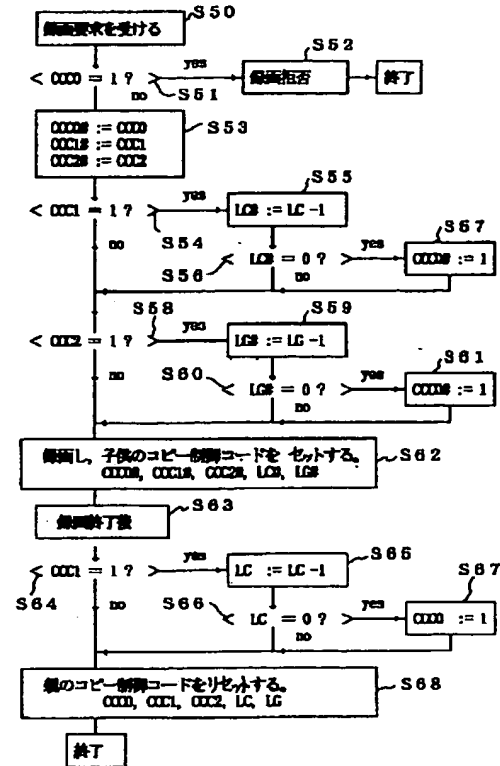 S50
録画要求を受ける
< CCC0 = 1 ? > yes S52
録画拒否 終了
no S51
S53
CCC0# := CCC0
CCC1# := CCC1
CCC2# := CCC2
S55
< CCC1 = 1 ? > yes LC# := LC -1
S54
no
S57
S56 < LC# = 0 ? > yes CCC0# := 1
no
S58 S59
< CCC2 = 1 ? > yes LG# := LG -1
S61
no
S60 < LG# = 0 ? > yes CCC0# := 1
no
録画し, 子供のコピー制御コードを セットする。 S62
CCC0#, CCC1#, CCC2#, LC#, LG#
S63
録画終了後
< CCC1 = 1 ? > yes LC := LC -1 S65
S64
no
S67
S66 < LC = 0 ? > yes CCC0 := 1
no
親のコピー制御コードをリセットする。 S68
CCC0, CCC1, CCC2, LC, LG
終了